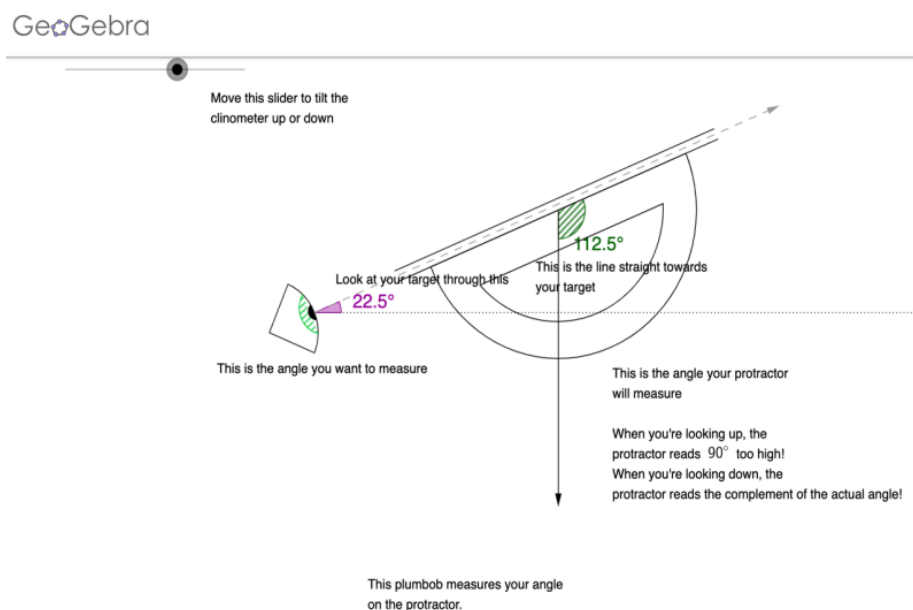 GeoGebra
Move this slider to tilt the
clinometer up or down
112.5°
This is the line straight towards
your target
Look at your target through this
22.5°
This is the angle you want to measure
This is the angle your protractor
will measure
When you're looking up, the
protractor reads 90° too high!
When you're looking down, the
protractor reads the complement of the actual angle!
This plumbob measures your angle
on the protractor.